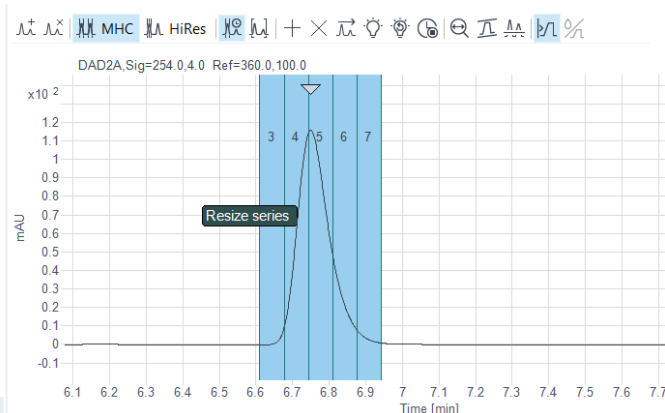 MHC HiRes
DAD2A,Sig=254.0,4.0 Ref=360.0,100.0
x10 2
1.2
1.1
1
0.9
0.8
0.7
0.6
0.5
0.4
0.3
0.2
0.1
0
-0.1
mAU
3 4 5 6 7
Resize series
6.1 6.2 6.3 6.4 6.5 6.6 6.7 6.8 6.9 7 7.1 7.2 7.3 7.4 7.5 7.6 7.7
Time [min]